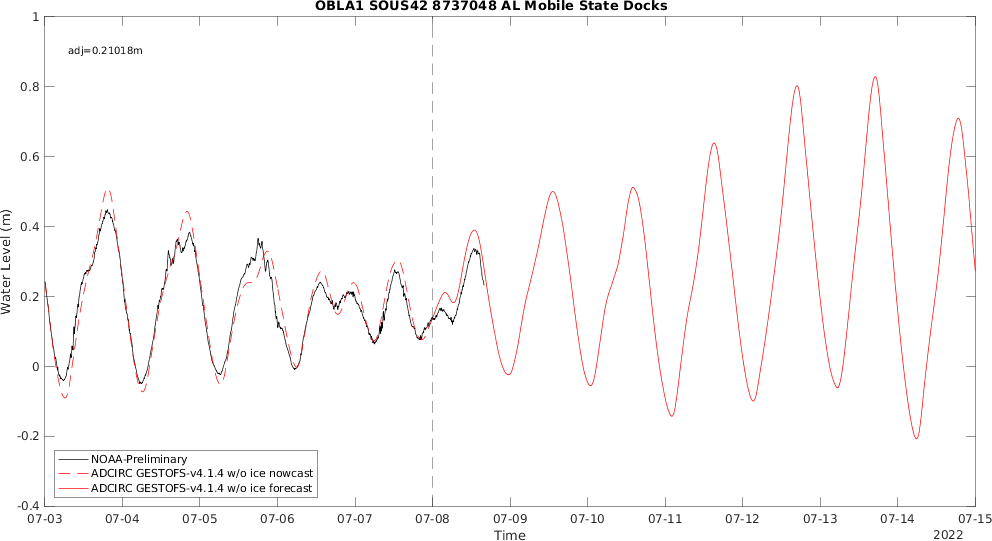 OBLA1 SOUS42 8737048 AL Mobile State Docks
adj=0.21018m
Water Level (m)
1
0.8
0.6
0.4
0.2
0
-0.2
-0.4
NOAA-Preliminary
ADCIRC GESTOFS-v4.1.4 w/o ice nowcast
ADCIRC GESTOFS-v4.1.4 w/o ice forecast
07-03 07-04 07-05 07-06 07-07 07-08 07-09 07-10 07-11 07-12 07-13 07-14 07-15
Time
2022